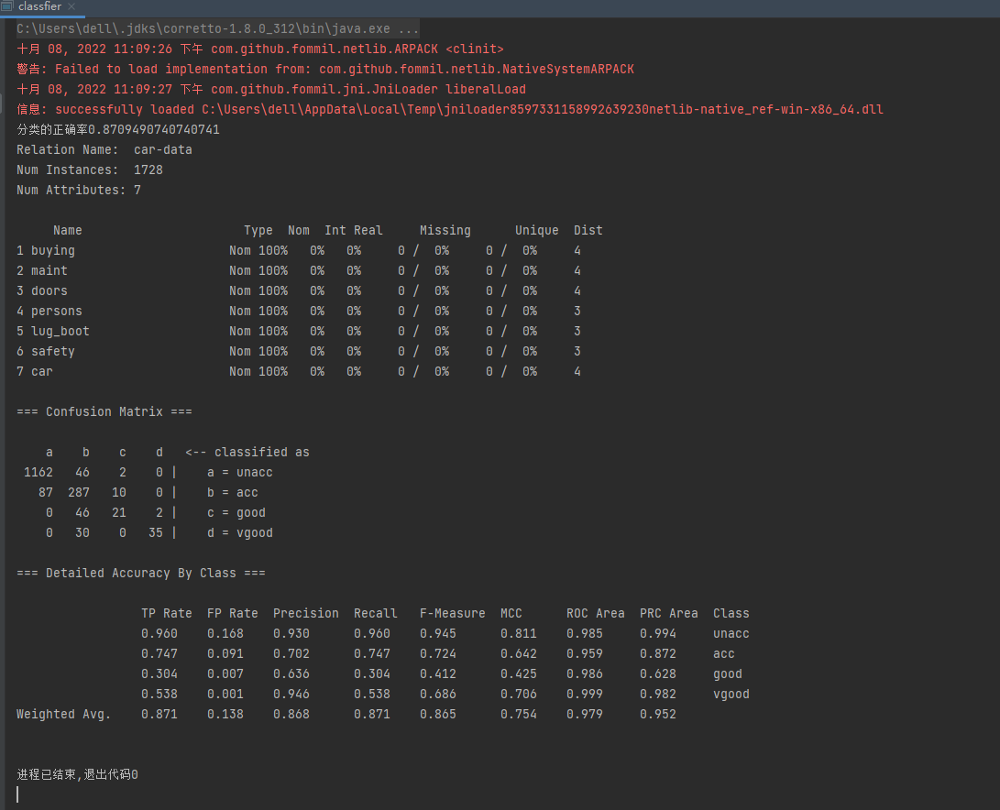 classfier
C:\Users\dell\.jdks\corretto-1.8.0_312\bin\java.exe ...
十月 08, 2022 11:09:26 下午 com.github.fommil.netlib.ARPACK <clinit>
警告: Failed to load implementation from: com.github.fommil.netlib.NativeSystemARPACK
十月 08, 2022 11:09:27 下午 com.github.fommil.jni.JniLoader liberalLoad
信息: successfully loaded C:\Users\dell\AppData\Local\Temp\jniloader8597331158992639230netlib-native_ref-win-x86_64.dll
分类的正确率0.8709490740740741
Relation Name:  car-data
Num Instances:  1728
Num Attributes: 7
     Name                      Type  Nom  Int Real     Missing      Unique  Dist
1 buying                     Nom 100%   0%   0%     0 /  0%     0 /  0%     4
2 maint                      Nom 100%   0%   0%     0 /  0%     0 /  0%     4
3 doors                      Nom 100%   0%   0%     0 /  0%     0 /  0%     4
4 persons                    Nom 100%   0%   0%     0 /  0%     0 /  0%     3
5 lug_boot                   Nom 100%   0%   0%     0 /  0%     0 /  0%     3
6 safety                     Nom 100%   0%   0%     0 /  0%     0 /  0%     3
7 car                        Nom 100%   0%   0%     0 /  0%     0 /  0%     4
=== Confusion Matrix ===
    a    b    c    d   <-- classified as
 1162   46    2    0 |    a = unacc
   87  287   10    0 |    b = acc
    0   46   21    2 |    c = good
    0   30    0   35 |    d = vgood
=== Detailed Accuracy By Class ===
                 TP Rate  FP Rate  Precision  Recall   F-Measure  MCC      ROC Area  PRC Area  Class
                 0.960    0.168    0.930      0.960    0.945      0.811    0.985     0.994     unacc
                 0.747    0.091    0.702      0.747    0.724      0.642    0.959     0.872     acc
                 0.304    0.007    0.636      0.304    0.412      0.425    0.986     0.628     good
                 0.538    0.001    0.946      0.538    0.686      0.706    0.999     0.982     vgood
Weighted Avg.    0.871    0.138    0.868      0.871    0.865      0.754    0.979     0.952
进程已结束,退出代码0